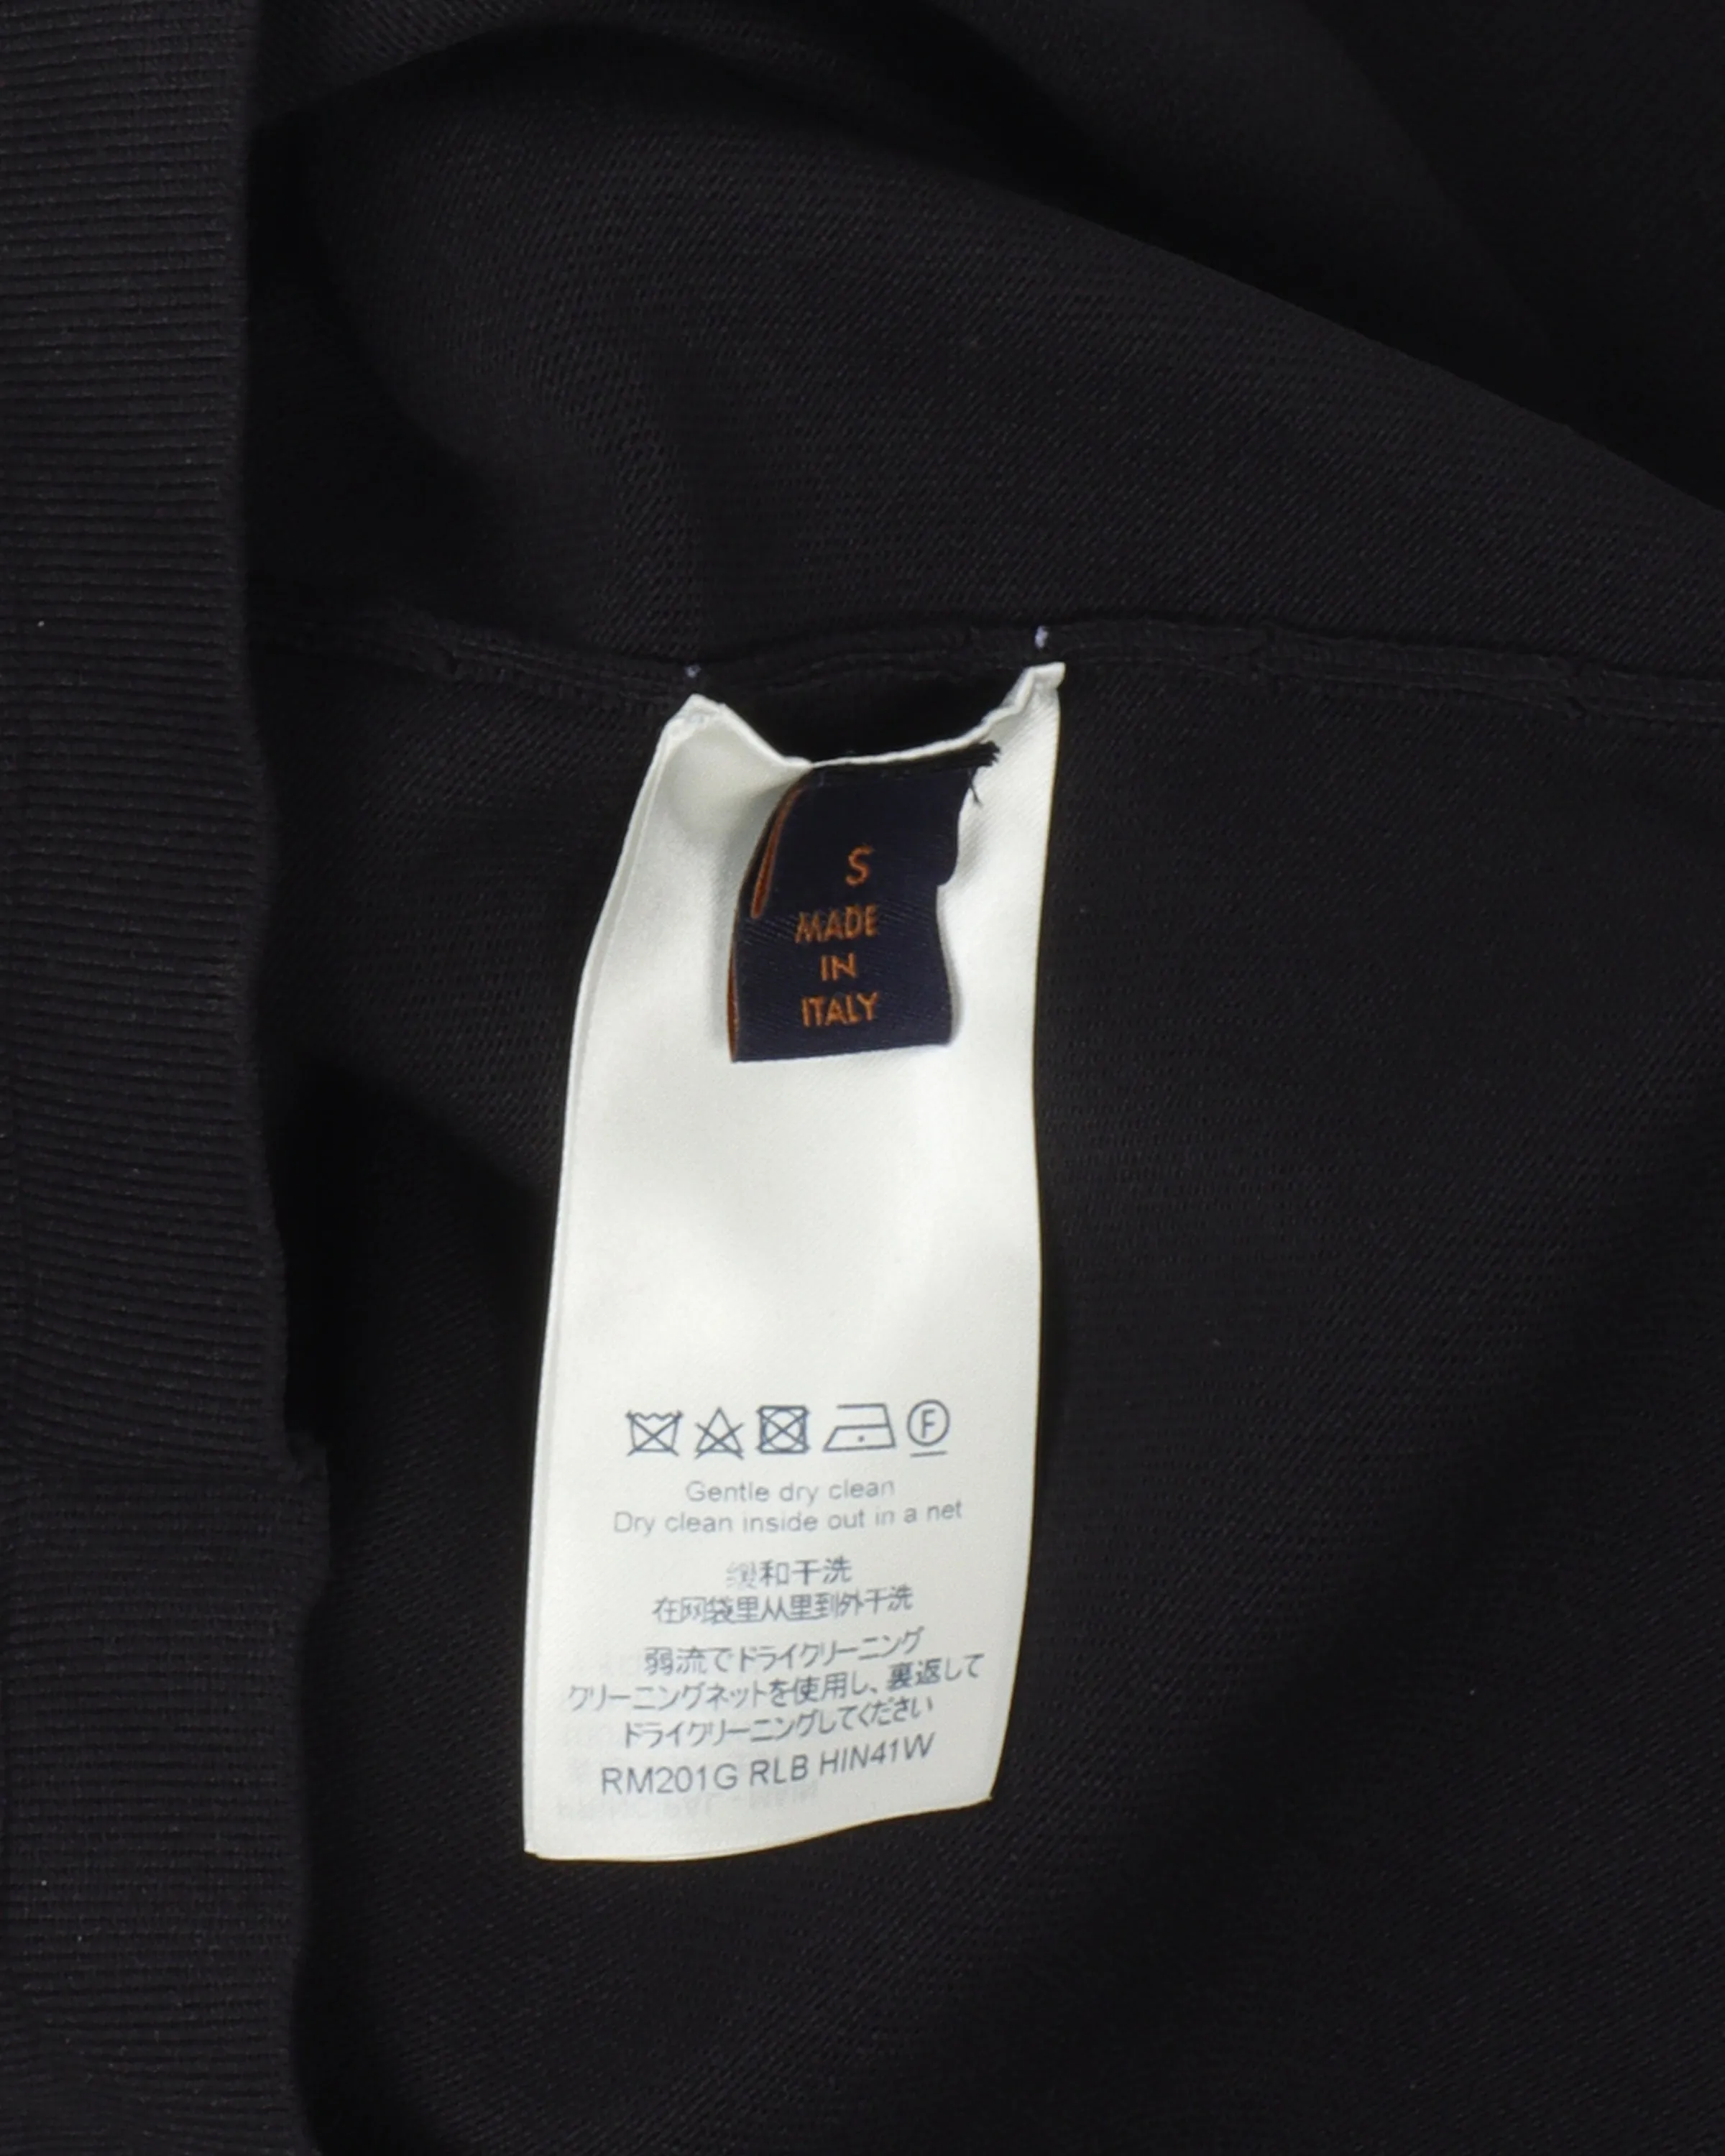 S
MADE
IN
ITALY
F
Gentle dry clean
Dry clean inside out in a net
缓和干洗
在网袋里从里到外干洗
弱流でドライクリーニング
クリーニングネットを使用し、裏返して
ドライクリーニングしてください
RM201G RLB HIN41W